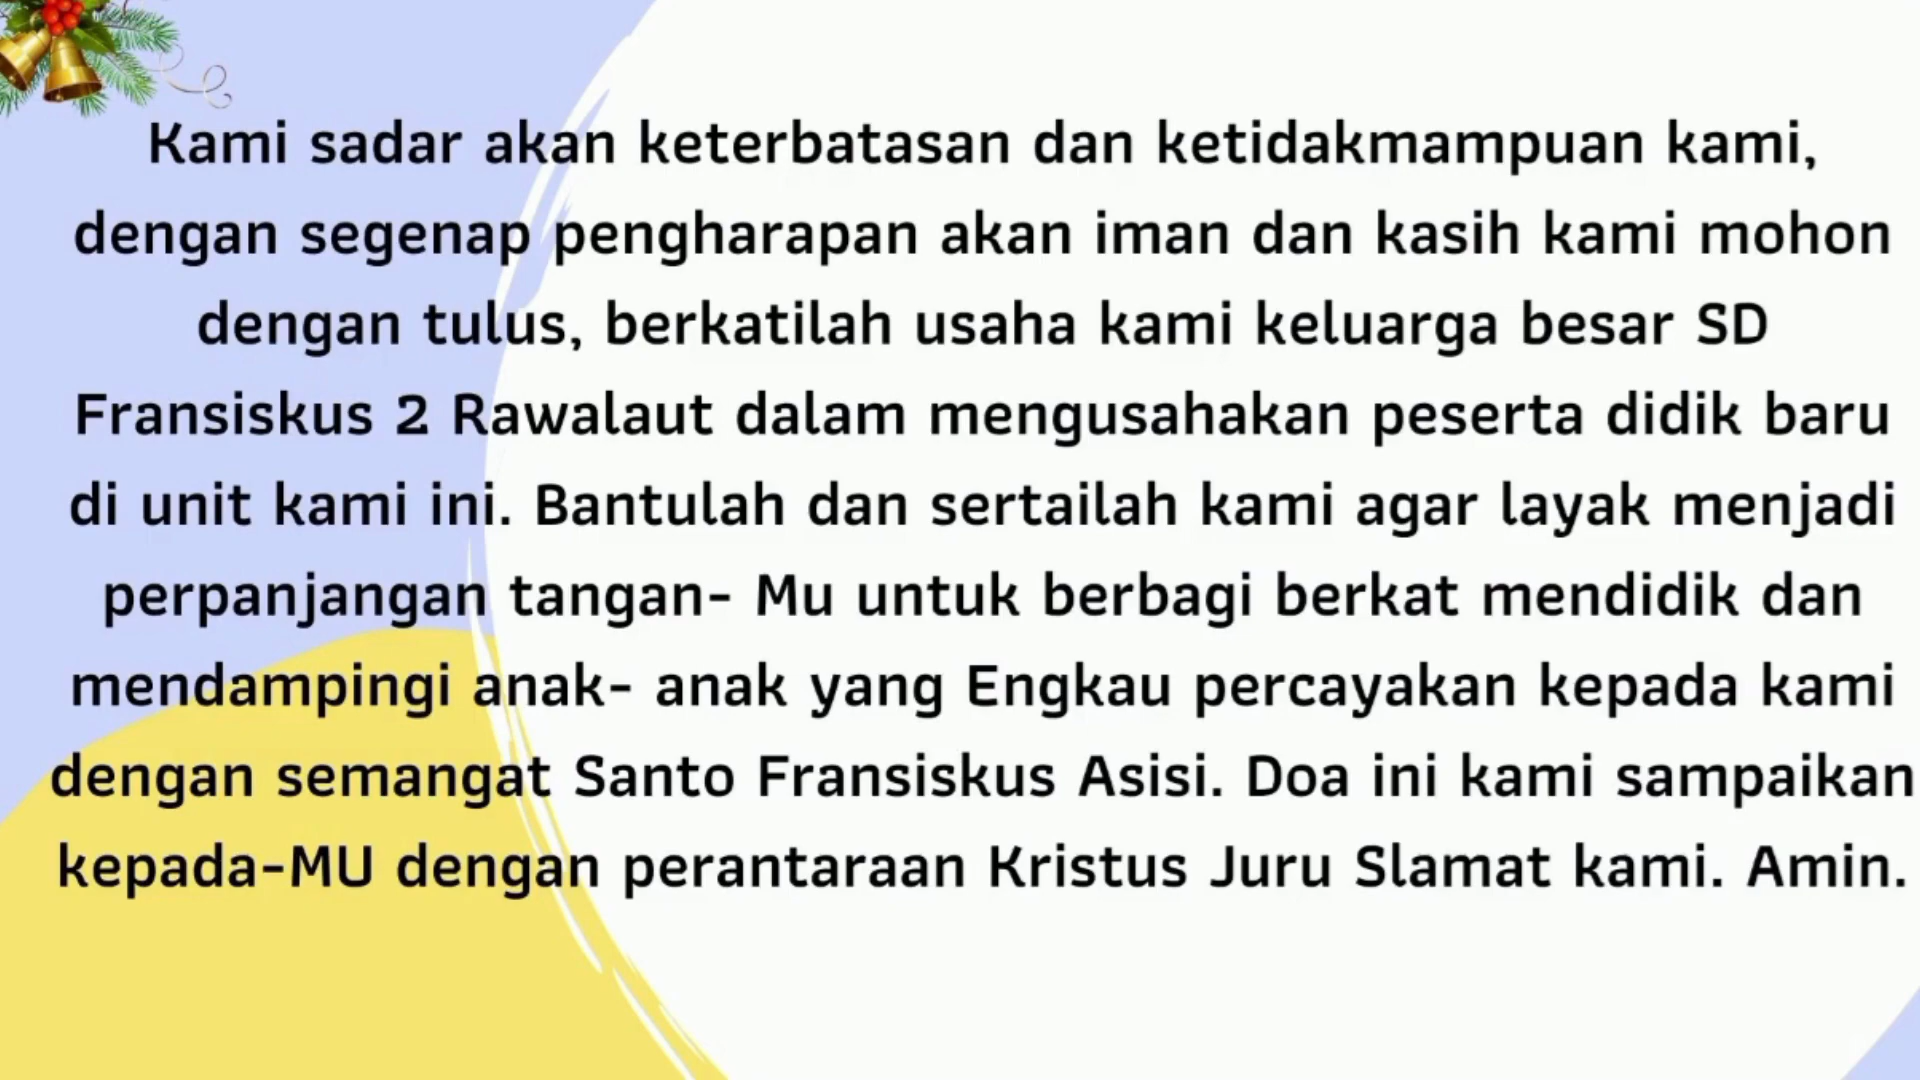 Kami sadar akan keterbatasan dan ketidakmampuan kami,
dengan segenap pengharapan akan iman dan kasih kami mohon
dengan tulus, berkatilah usaha kami keluarga besar SD
Fransiskus 2 Rawalaut dalam mengusahakan peserta didik baru
di unit kami ini. Bantulah dan sertailah kami agar layak menjadi
perpanjangan tangan- Mu untuk berbagi berkat mendidik dan
mendampingi anak- anak yang Engkau percayakan kepada kami
dengan semangat Santo Fransiskus Asisi. Doa ini kami sampaikan
kepada-MU dengan perantaraan Kristus Juru Slamat kami. Amin.